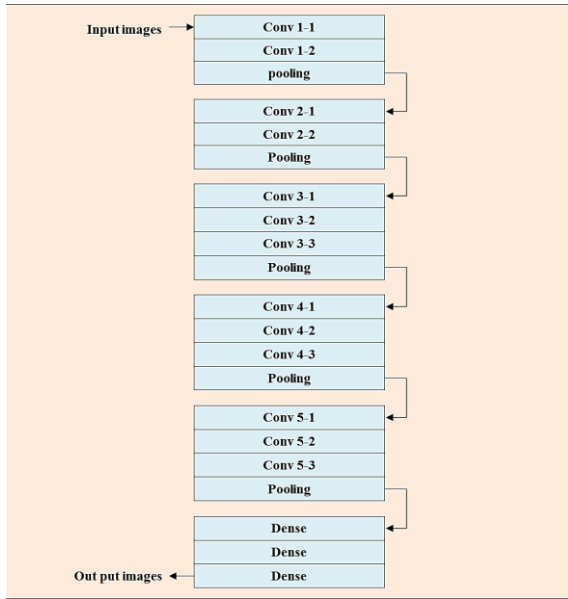 Input images
Conv 1-1
Conv 1-2
pooling
Conv 2-1
Conv 2-2
Pooling
Conv 3-1
Conv 3-2
Conv 3-3
Pooling
Conv 4-1
Conv 4-2
Conv 4-3
Pooling
Conv 5-1
Conv 5-2
Conv 5-3
Pooling
Dense
Dense
Out put images
Dense